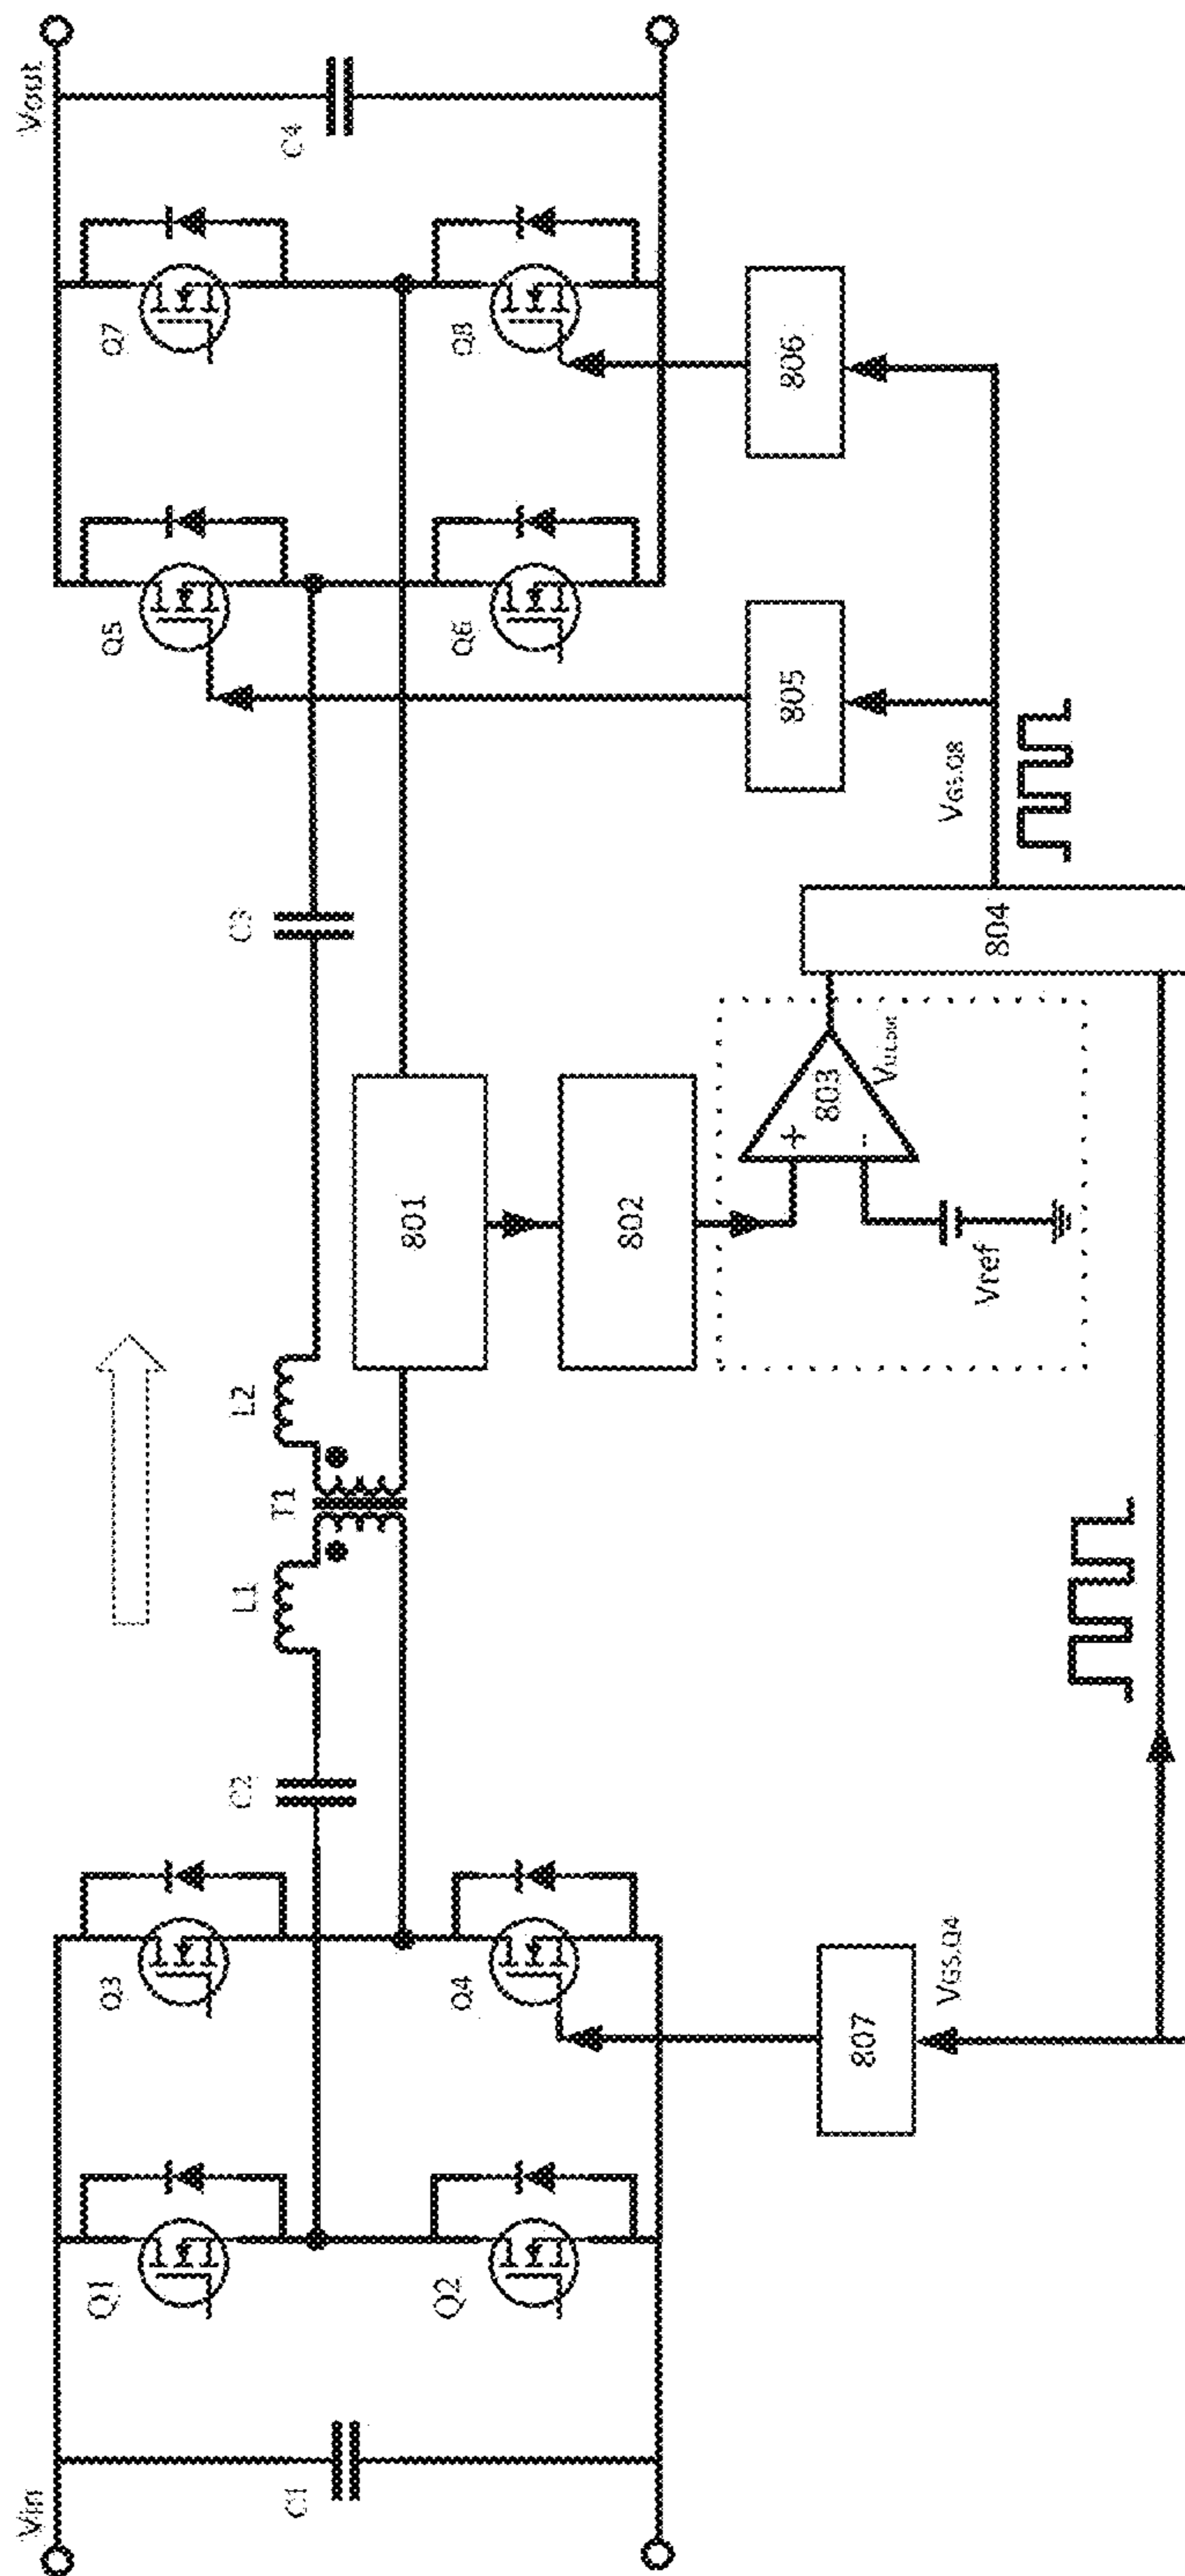 Vin
C1
Q1
Q2
Q3
Q4
C2
L1
T1
L2
C3
Q5
Q6
Q7
Q8
C4
Vout
801
802
803
+
-
Vref
804
805
806
807
VGS.Q4
VGS.Q8